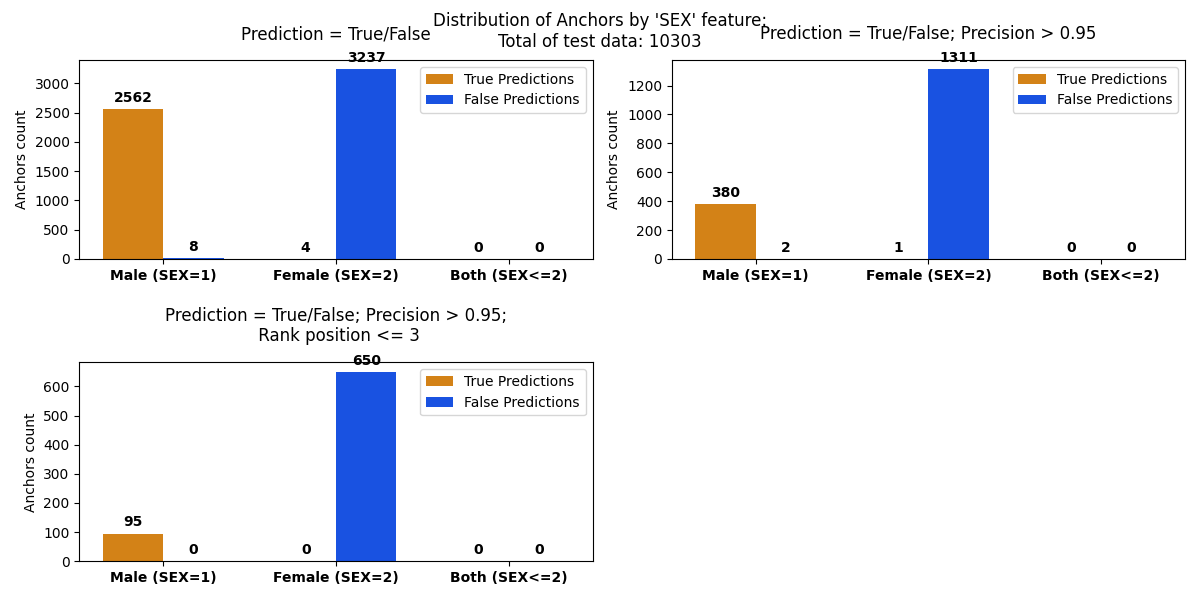 Distribution of Anchors by 'SEX' feature;
Total of test data: 10303
Prediction = True/False
3237
2562
8
4
0
0
True Predictions
False Predictions
Anchors count
3000
2500
2000
1500
1000
500
0
Male (SEX=1)
Female (SEX=2)
Both (SEX<=2)
Prediction = True/False; Precision > 0.95
1311
380
2
1
0
0
True Predictions
False Predictions
Anchors count
1200
1000
800
600
400
200
0
Male (SEX=1)
Female (SEX=2)
Both (SEX<=2)
Prediction = True/False; Precision > 0.95;
Rank position <= 3
650
95
0
0
0
0
True Predictions
False Predictions
Anchors count
600
500
400
300
200
100
0
Male (SEX=1)
Female (SEX=2)
Both (SEX<=2)